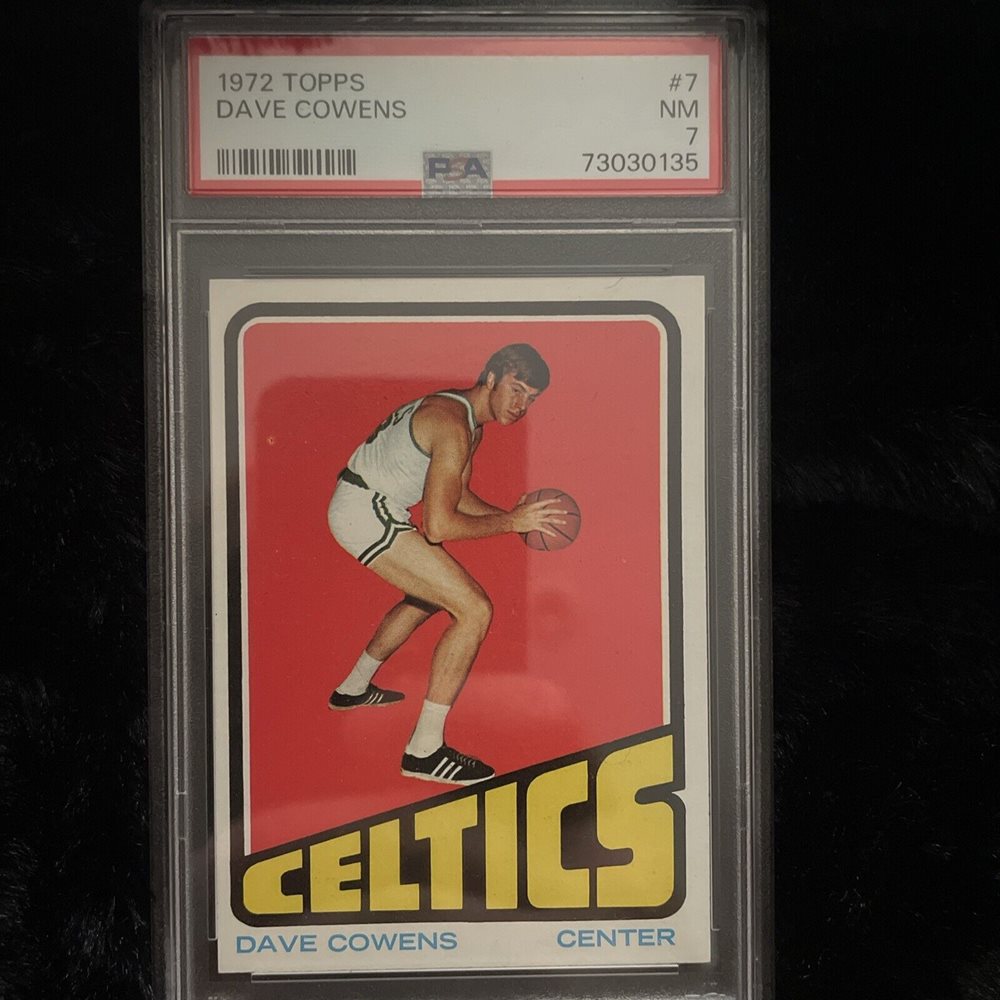 1972 TOPPS #7
DAVE COWENS NM
7
PSA 73030135
CELTICS
DAVE COWENS CENTER